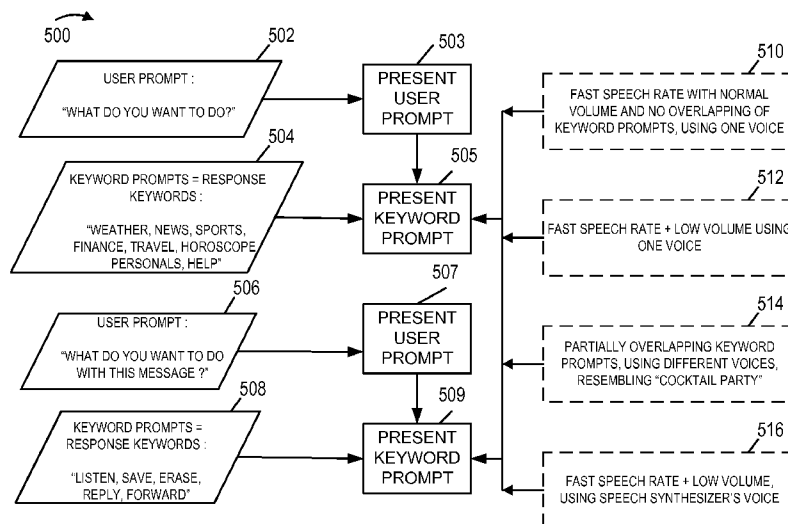 500
502
USER PROMPT :
"WHAT DO YOU WANT TO DO?"
503
PRESENT
USER
PROMPT
510
FAST SPEECH RATE WITH NORMAL
VOLUME AND NO OVERLAPPING OF
KEYWORD PROMPTS, USING ONE VOICE
504
KEYWORD PROMPTS = RESPONSE
KEYWORDS :
"WEATHER, NEWS, SPORTS,
FINANCE, TRAVEL, HOROSCOPE
PERSONALS, HELP"
505
PRESENT
KEYWORD
PROMPT
512
FAST SPEECH RATE + LOW VOLUME USING
ONE VOICE
506
USER PROMPT :
"WHAT DO YOU WANT TO DO
WITH THIS MESSAGE ?"
507
PRESENT
USER
PROMPT
514
PARTIALLY OVERLAPPING KEYWORD
PROMPTS, USING DIFFERENT VOICES,
RESEMBLING "COCKTAIL PARTY"
508
KEYWORD PROMPTS =
RESPONSE KEYWORDS :
"LISTEN, SAVE, ERASE,
REPLY, FORWARD"
509
PRESENT
KEYWORD
PROMPT
516
FAST SPEECH RATE + LOW VOLUME,
USING SPEECH SYNTHESIZER'S VOICE